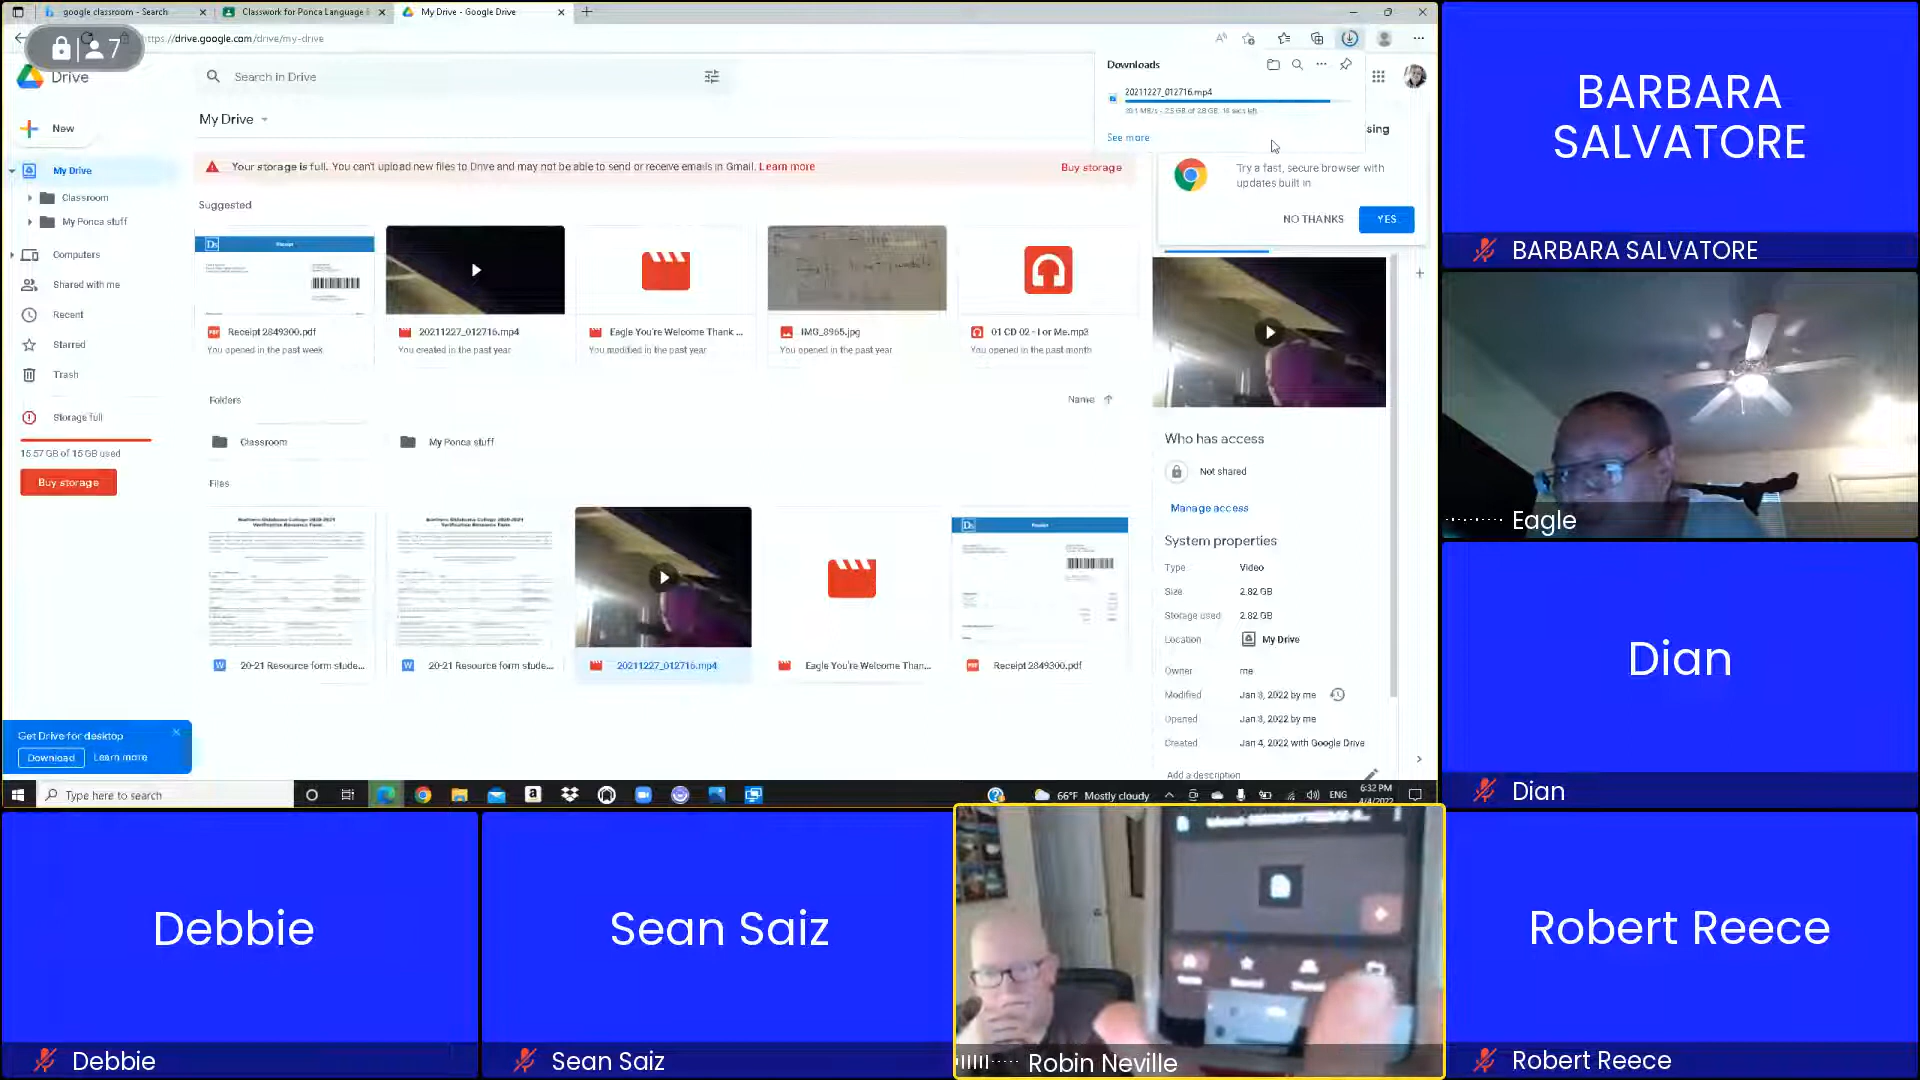 google classroom - Search
Classwork for Ponca Language
My Drive - Google Drive
https://drive.google.com/drive/my-drive
7
Drive
Search in Drive
Downloads
20211227_012716.mp4
See more
My Drive
New
Try a fast, secure browser with
updates built in
NO THANKS
YES
Your storage is full. You can't upload new files to Drive and may not be able to send or receive emails in Gmail. Learn more
Buy storage
My Drive
Classroom
My Ponca stuff
Computers
Shared with me
Recent
Starred
Trash
Storage full
15.57 GB of 15 GB used
Buy storage
Suggested
Receipt 2849300.pdf
You opened in the past week
20211227_012716.mp4
You created in the past year
Eagle You're Welcome Thank ...
You modified in the past year
IMG_8965.jpg
You opened in the past year
01 CD 02 - I or Me.mp3
You opened in the past month
Folders
Name
Classroom
My Ponca stuff
Files
20-21 Resource form stude...
20-21 Resource form stude...
20211227_012716.mp4
Eagle You're Welcome Than...
Receipt 2849300.pdf
Who has access
Not shared
Manage access
System properties
Type
Video
Size
2.82 GB
Storage used
2.82 GB
Location
My Drive
Owner
me
Modified
Jan 3, 2022 by me
Opened
Jan 3, 2022 by me
Created
Jan 4, 2022 with Google Drive
Add a description
Get Drive for desktop
Download
Learn more
Type here to search
66°F Mostly cloudy
ENG
6:32 PM
4/4/2022
BARBARA
SALVATORE
BARBARA SALVATORE
Eagle
Dian
Dian
Debbie
Debbie
Sean Saiz
Sean Saiz
Robin Neville
Robert Reece
Robert Reece